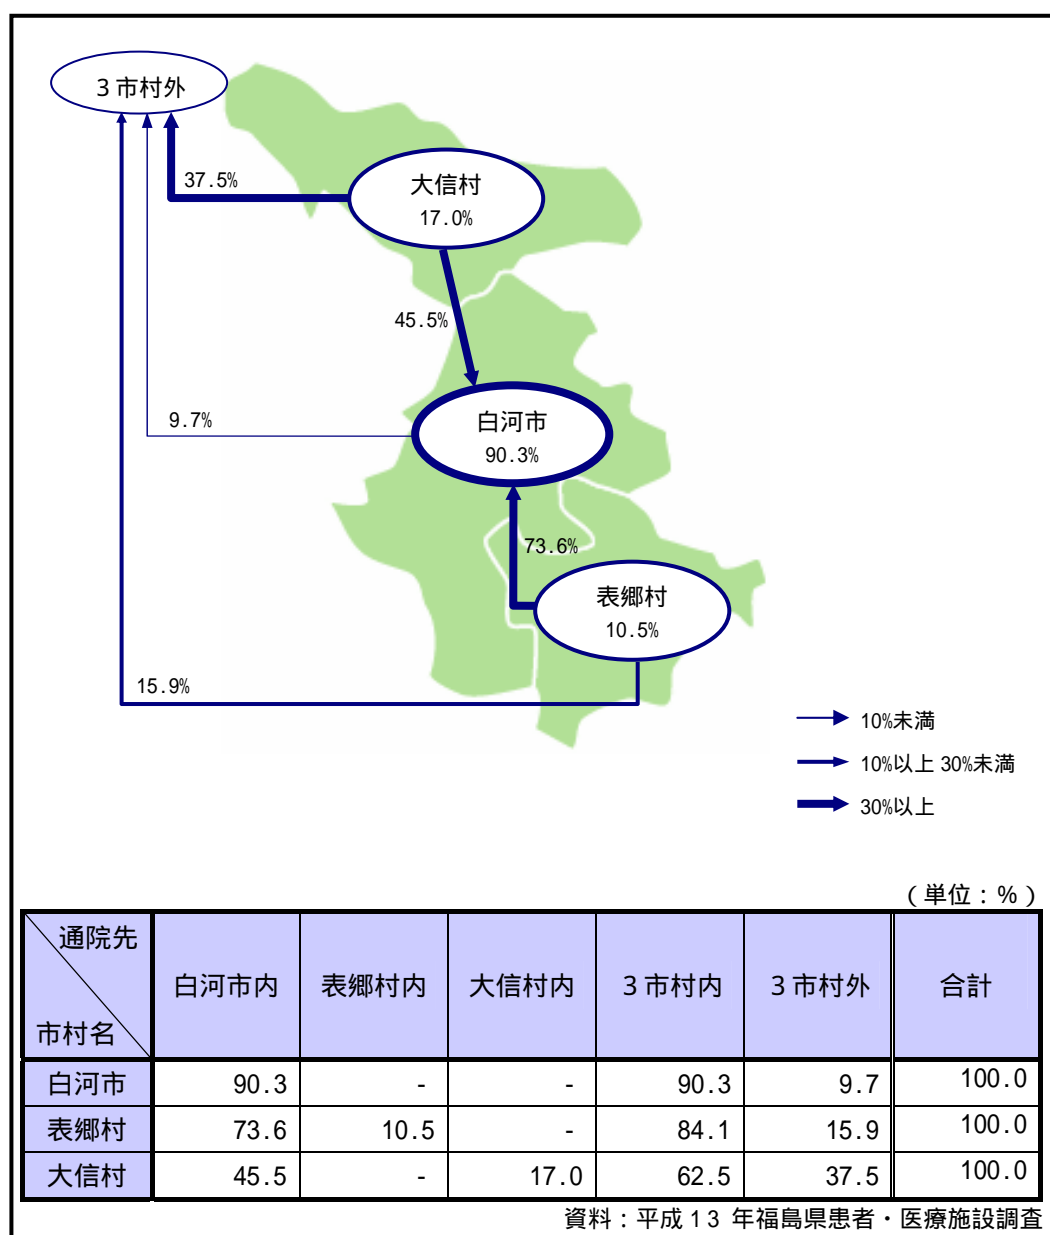 ３市村外
大信村
17.0%
37.5%
45.5%
白河市
90.3%
9.7%
73.6%
表郷村
10.5%
15.9%
10%未満
10%以上 30%未満
30%以上
（単位：％）
通院先
市村名
白河市内 表郷村内 大信村内 ３市村内 ３市村外 合計
白河市 90.3 - - 90.3 9.7 100.0
表郷村 73.6 10.5 - 84.1 15.9 100.0
大信村 45.5 - 17.0 62.5 37.5 100.0
資料：平成１３ 年福島県患者・医療施設調査